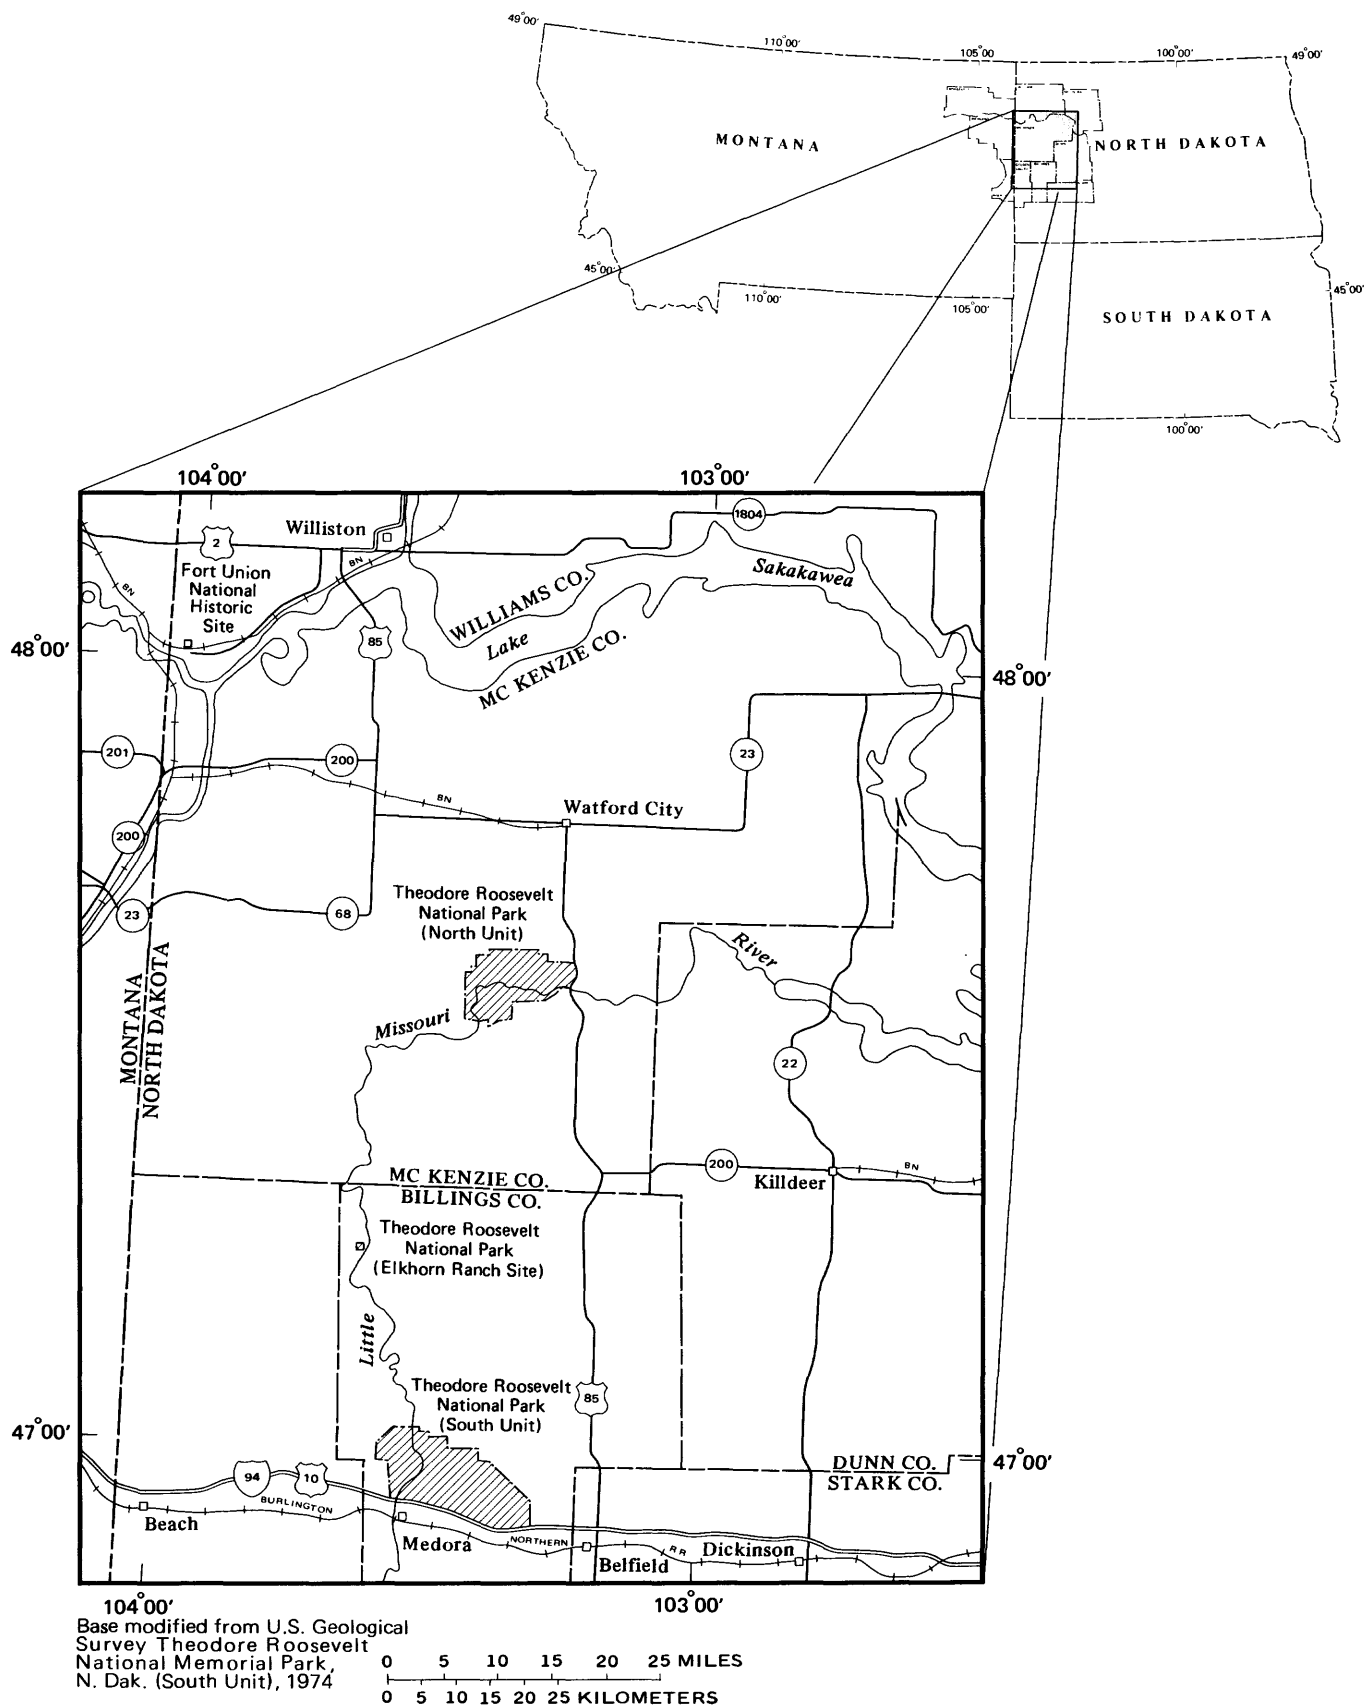 49°00'
110°00'
105°00'
100°00'
49°00'
MONTANA
NORTH DAKOTA
45°00'
110°00'
105°00'
45°00'
SOUTH DAKOTA
100°00'
104°00'
103°00'
1804
Williston
2
BN
Sakakawea
Fort Union
National
Historic
Site
BN
WILLIAMS CO.
Lake
MC KENZIE CO.
85
48°00'
48°00'
201
200
23
BN
Watford City
200
Theodore Roosevelt
National Park
(North Unit)
23
68
River
MONTANA
NORTH DAKOTA
Missouri
22
MC KENZIE CO.
BILLINGS CO.
200
BN
Killdeer
Theodore Roosevelt
National Park
(Elkhorn Ranch Site)
Little
Theodore Roosevelt
National Park
(South Unit)
85
47°00'
47°00'
DUNN CO.
STARK CO.
94
10
BURLINGTON
Beach
Medora
NORTHERN
RR
Dickinson
Belfield
104°00'
103°00'
Base modified from U.S. Geological
Survey Theodore Roosevelt
National Memorial Park,
N. Dak. (South Unit), 1974
0 5 10 15 20 25 MILES
0 5 10 15 20 25 KILOMETERS